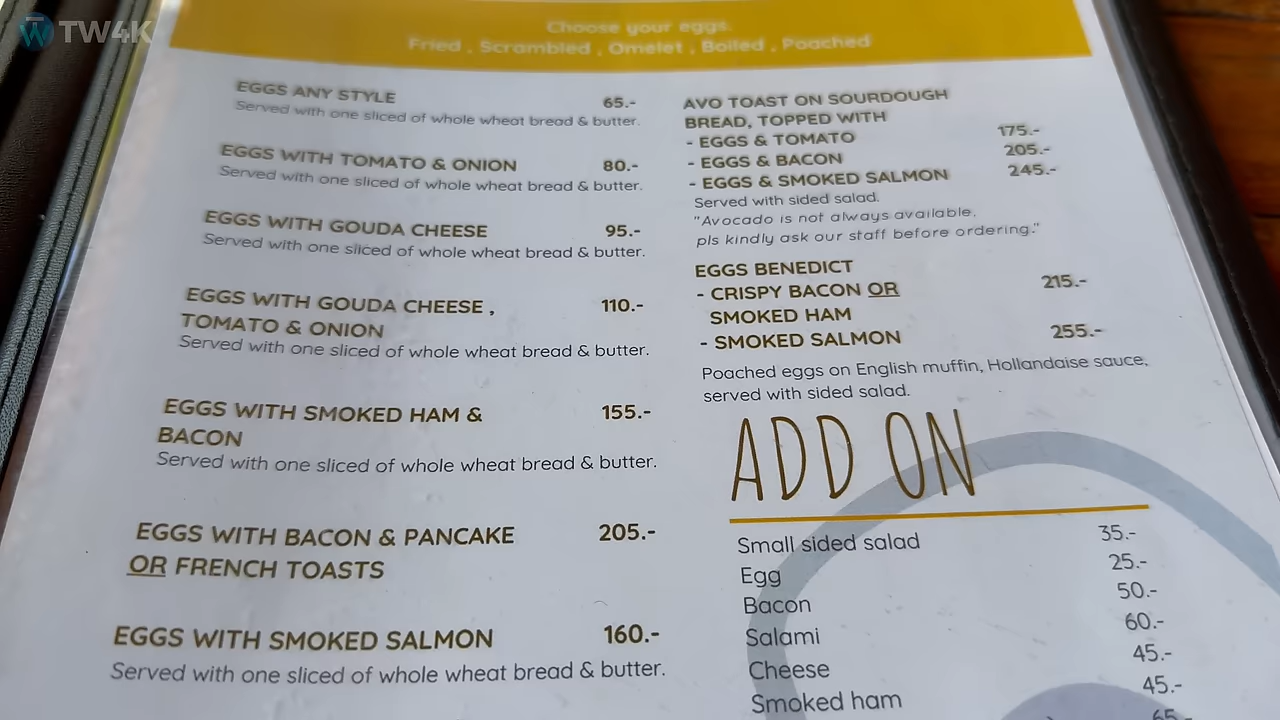 TW4K
Choose your eggs.
Fried , Scrambled , Omelet , Boiled , Poached
EGGS ANY STYLE 65.-
Served with one sliced of whole wheat bread & butter.
EGGS WITH TOMATO & ONION 80.-
Served with one sliced of whole wheat bread & butter.
EGGS WITH GOUDA CHEESE 95.-
Served with one sliced of whole wheat bread & butter.
EGGS WITH GOUDA CHEESE , 110.-
TOMATO & ONION
Served with one sliced of whole wheat bread & butter.
EGGS WITH SMOKED HAM & 155.-
BACON
Served with one sliced of whole wheat bread & butter.
EGGS WITH BACON & PANCAKE 205.-
OR FRENCH TOASTS
EGGS WITH SMOKED SALMON 160.-
Served with one sliced of whole wheat bread & butter.
AVO TOAST ON SOURDOUGH
BREAD, TOPPED WITH
- EGGS & TOMATO 175.-
- EGGS & BACON 205.-
- EGGS & SMOKED SALMON 245.-
Served with sided salad.
"Avocado is not always available.
pls kindly ask our staff before ordering."
EGGS BENEDICT
- CRISPY BACON OR 215.-
SMOKED HAM
- SMOKED SALMON 255.-
Poached eggs on English muffin, Hollandaise sauce,
served with sided salad.
ADD ON
Small sided salad 35.-
Egg 25.-
Bacon 50.-
Salami 60.-
Cheese 45.-
Smoked ham 45.-
65.-